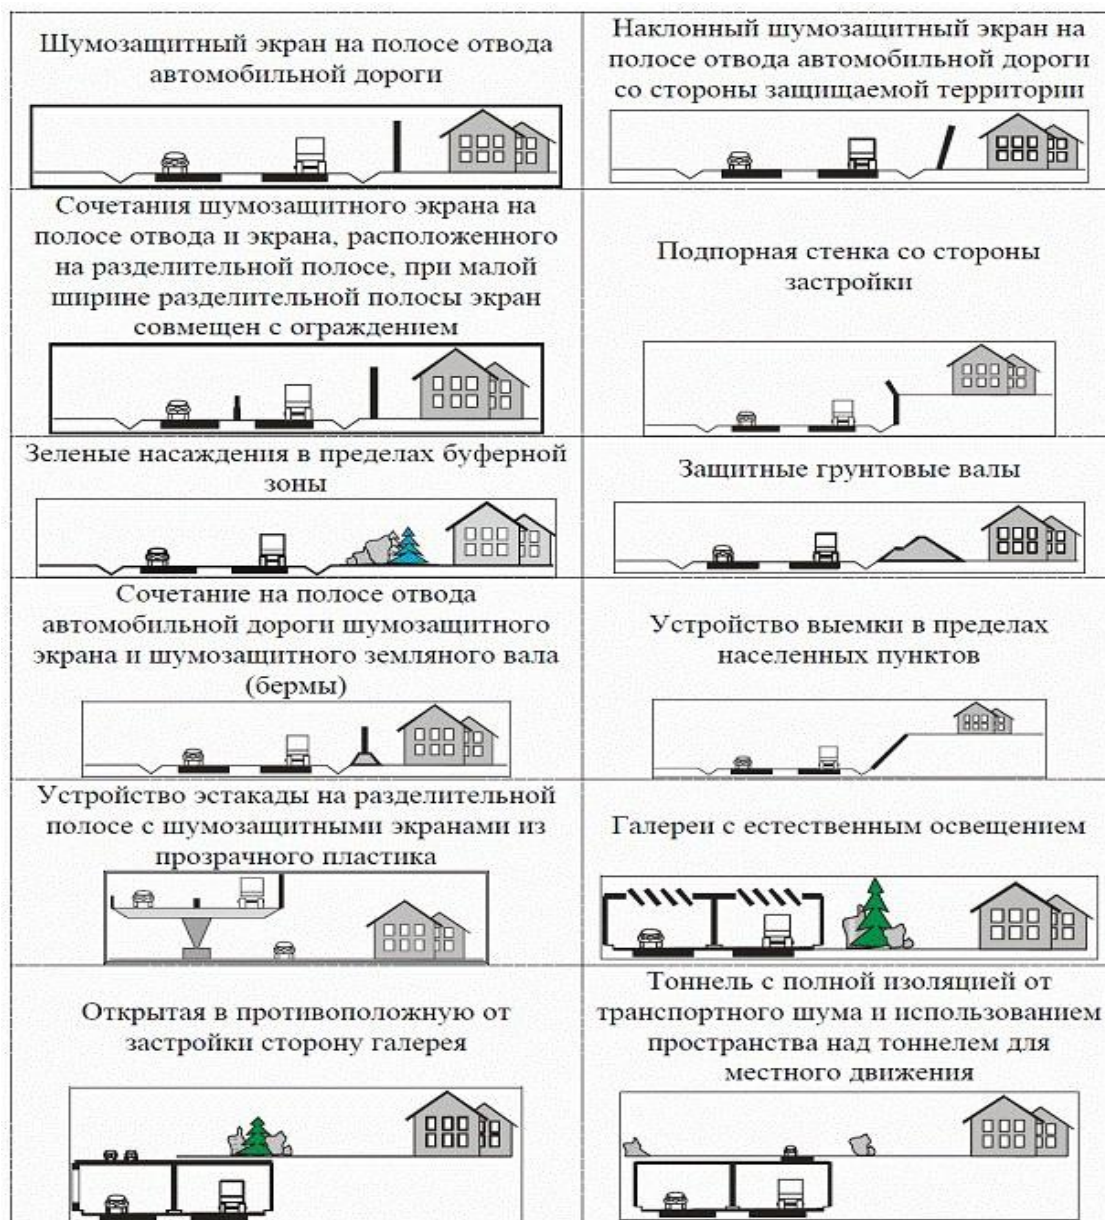 Шумозащитный экран на полосе отвода
автомобильной дороги
Наклонный шумозащитный экран на
полосе отвода автомобильной дороги
со стороны защищаемой территории
Сочетания шумозащитного экрана на
полосе отвода и экрана, расположенного
на разделительной полосе, при малой
ширине разделительной полосы экран
совмещен с ограждением
Подпорная стенка со стороны
застройки
Зеленые насаждения в пределах буферной
зоны
Защитные грунтовые валы
Сочетание на полосе отвода
автомобильной дороги шумозащитного
экрана и шумозащитного земляного вала
(бермы)
Устройство выемки в пределах
населенных пунктов
Устройство эстакады на разделительной
полосе с шумозащитными экранами из
прозрачного пластика
Галереи с естественным освещением
Открытая в противоположную от
застройки сторону галерея
Тоннель с полной изоляцией от
транспортного шума и использованием
пространства над тоннелем для
местного движения